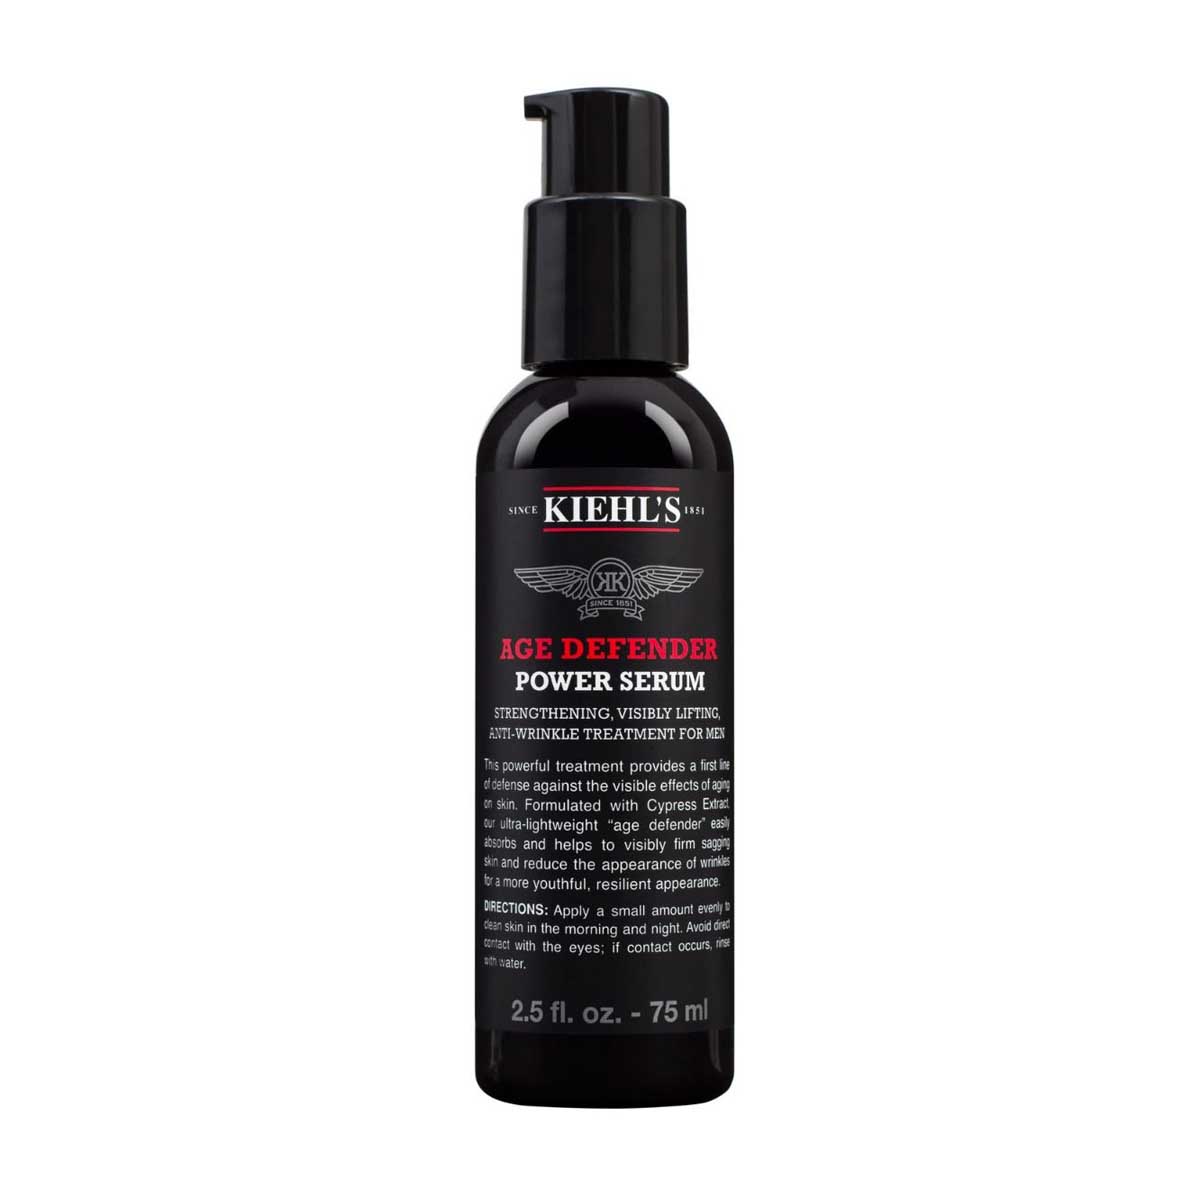 SINCE KIEHL'S 1851
KK
SINCE 1851
AGE DEFENDER
POWER SERUM
STRENGTHENING, VISIBLY LIFTING,
ANTI-WRINKLE TREATMENT FOR MEN
This powerful treatment provides a first line
of defense against the visible effects of aging
on skin. Formulated with Cypress Extract,
our ultra-lightweight "age defender" easily
absorbs and helps to visibly firm sagging
skin and reduce the appearance of wrinkles
for a more youthful, resilient appearance.
DIRECTIONS: Apply a small amount evenly to
clean skin in the morning and night. Avoid direct
contact with the eyes; if contact occurs, rinse
with water.
2.5 fl. oz. - 75 ml